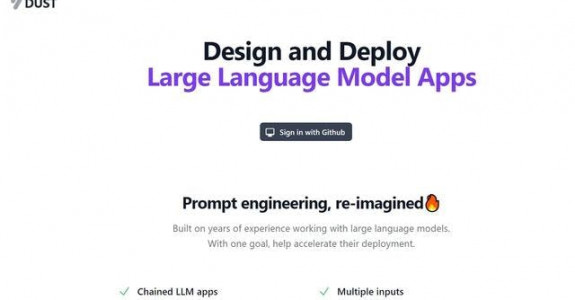 DUST
Design and Deploy
Large Language Model Apps
Sign in with Github
Prompt engineering, re-imagined🔥
Built on years of experience working with large language models.
With one goal, help accelerate their deployment.
Chained LLM apps
Multiple inputs